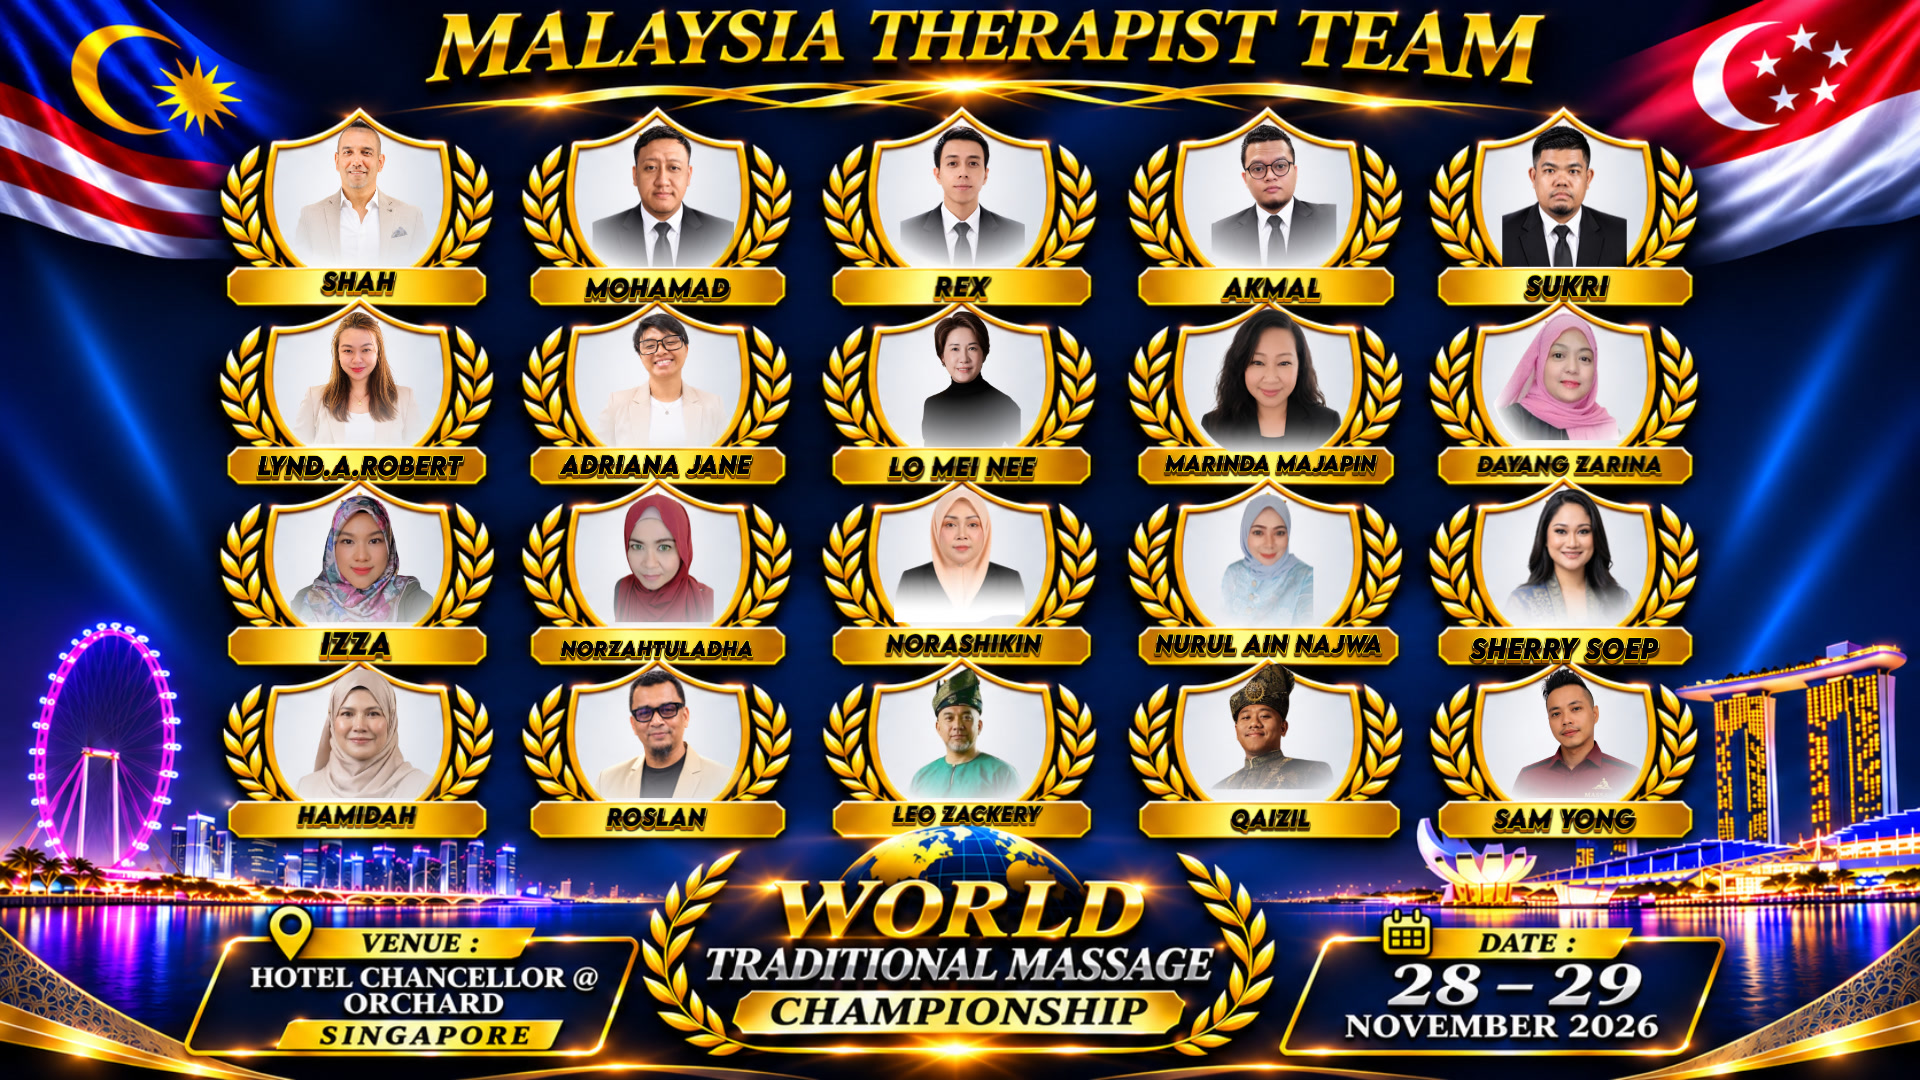 MALAYSIA THERAPIST TEAM
SHAH
MOHAMAD
REX
AKMAL
SUKRI
LYND.A.ROBERT
ADRIANA JANE
LO MEI NEE
MARINDA MAJAPIN
DAYANG ZARINA
IZZA
NORZAHTULADHA
NORASHIKIN
NURUL AIN NAJWA
SHERRY SOEP
HAMIDAH
ROSLAN
LEO ZACKERY
QAIZIL
SAM YONG
VENUE :
HOTEL CHANCELLOR @
ORCHARD
SINGAPORE
WORLD
TRADITIONAL MASSAGE
CHAMPIONSHIP
DATE :
28 – 29
NOVEMBER 2026